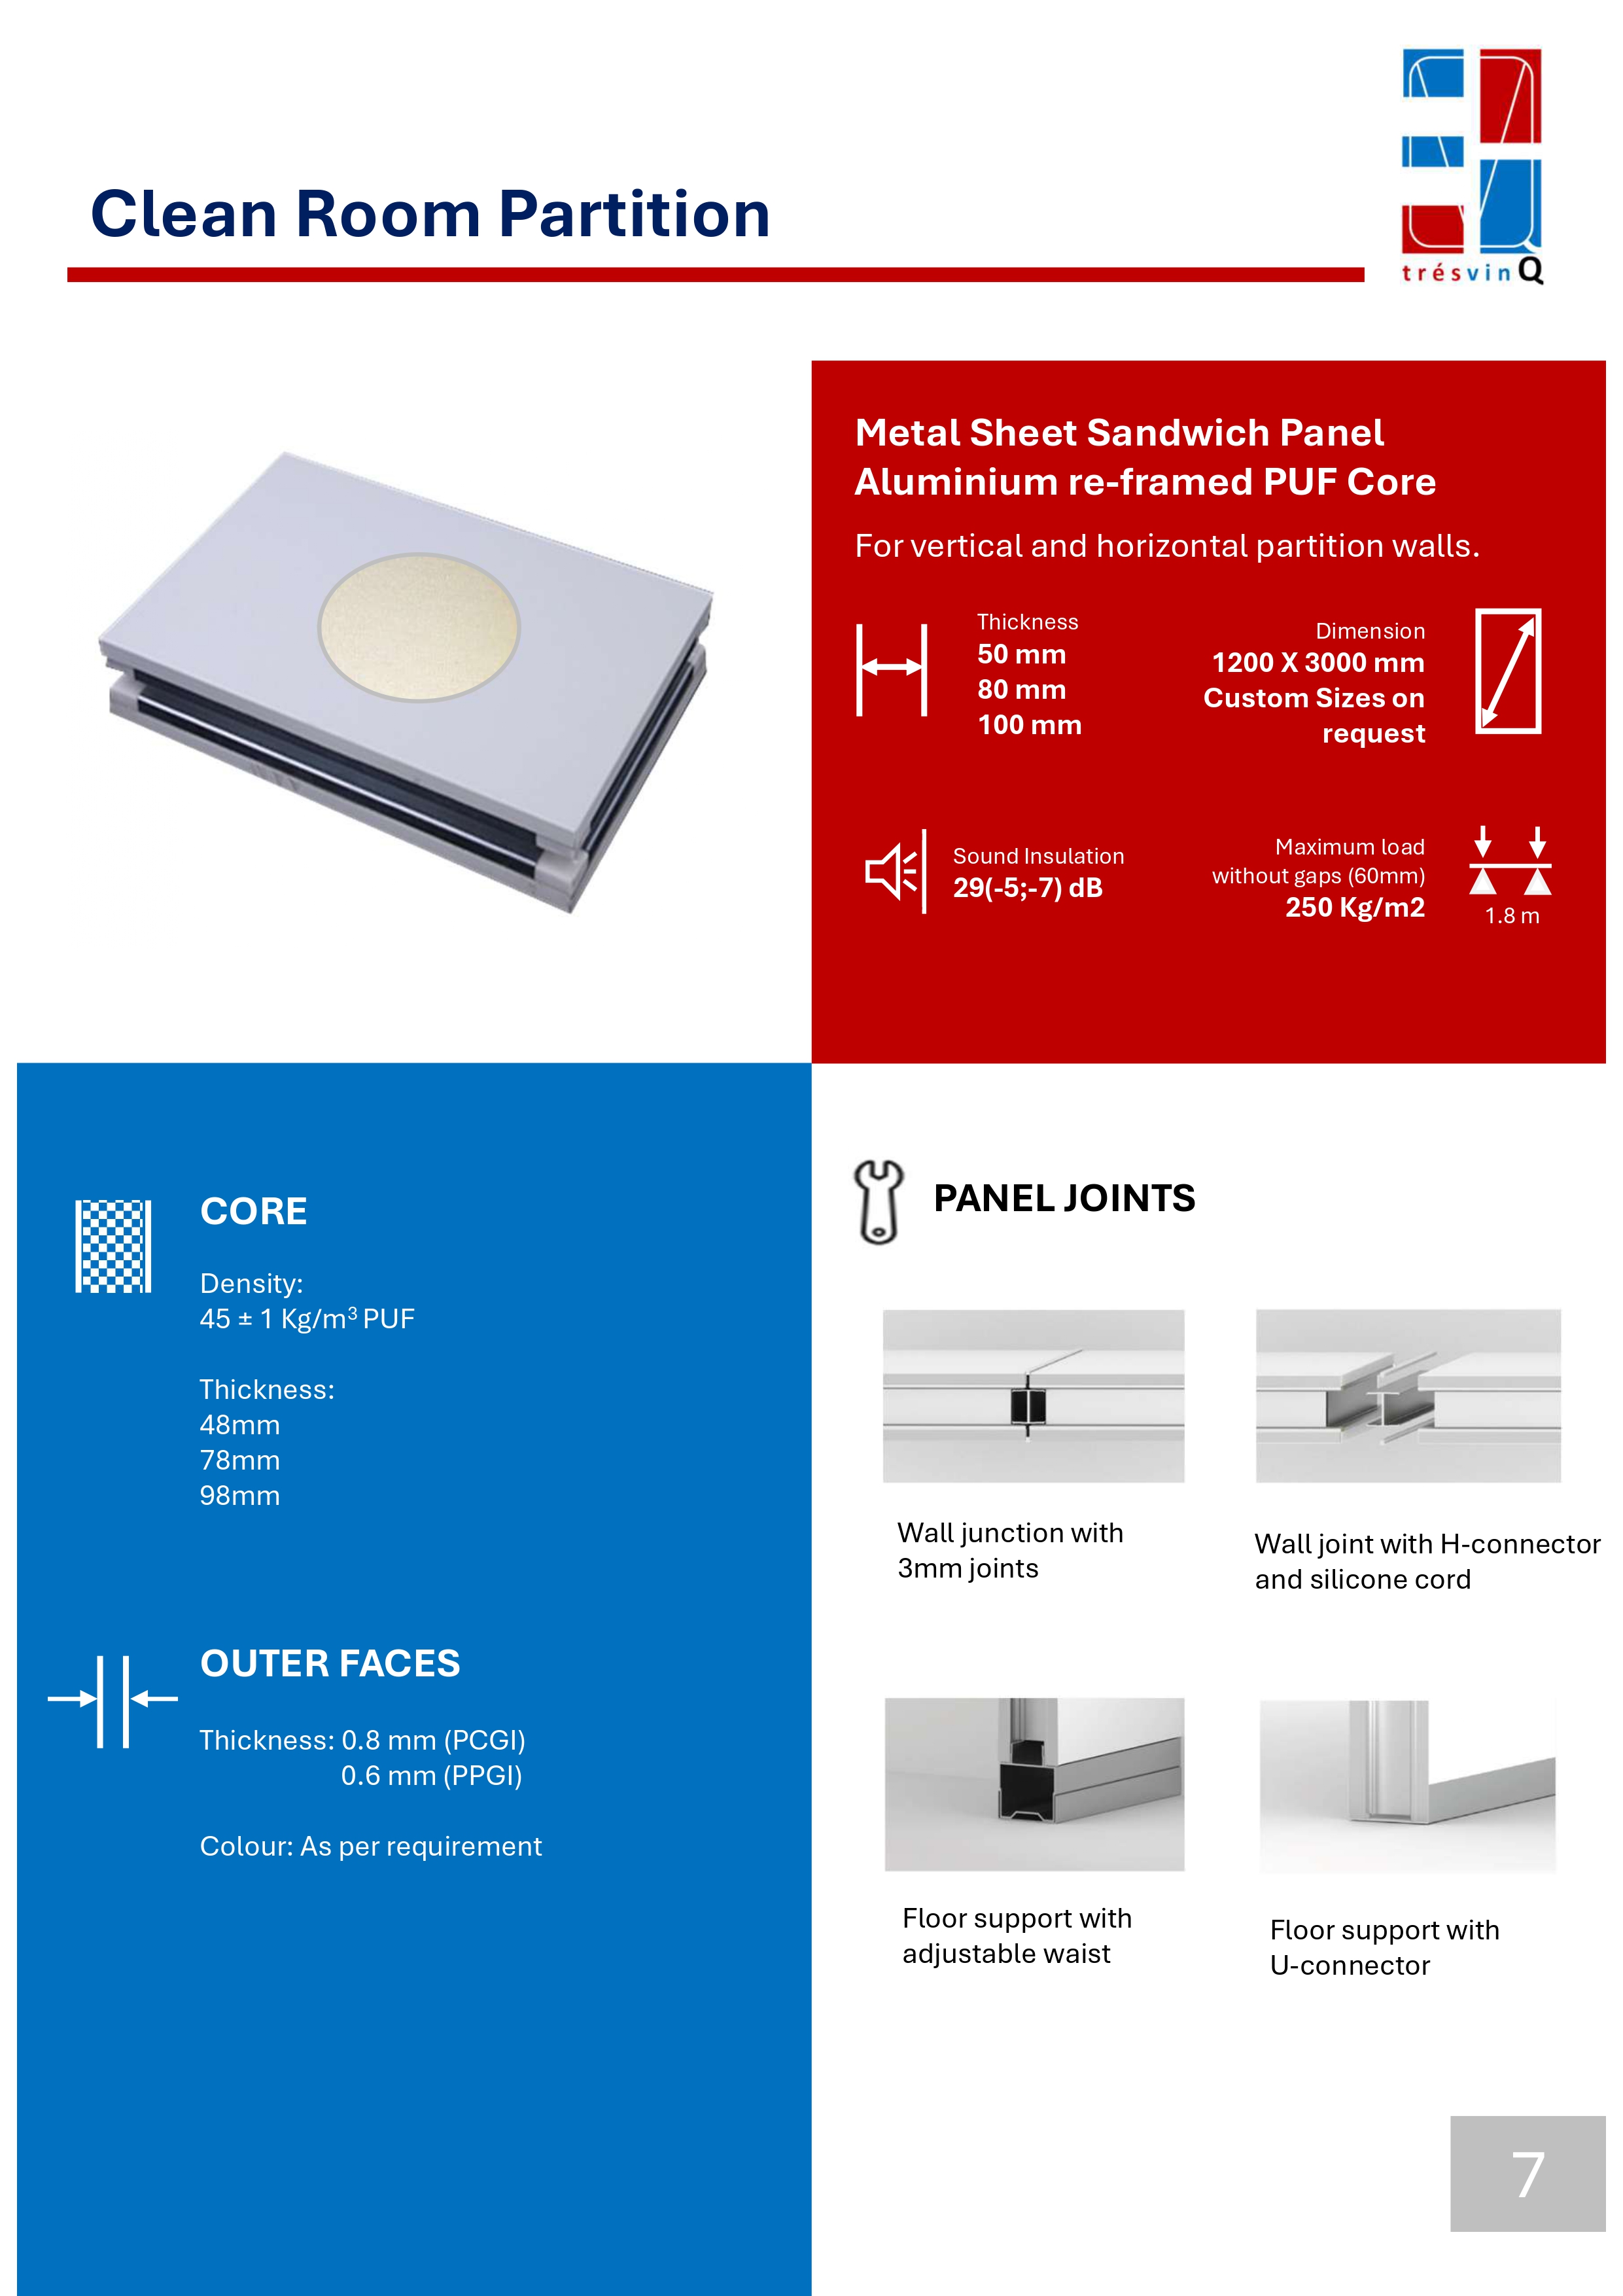 Clean Room Partition
trésvinQ
Metal Sheet Sandwich Panel
Aluminium re-framed PUF Core
For vertical and horizontal partition walls.
Thickness
50 mm
80 mm
100 mm
Dimension
1200 X 3000 mm
Custom Sizes on
request
Sound Insulation
29(-5;-7) dB
Maximum load
without gaps (60mm)
250 Kg/m2
1.8 m
CORE
Density:
45 ± 1 Kg/m³ PUF
Thickness:
48mm
78mm
98mm
OUTER FACES
Thickness: 0.8 mm (PCGI)
0.6 mm (PPGI)
Colour: As per requirement
PANEL JOINTS
Wall junction with
3mm joints
Wall joint with H-connector
and silicone cord
Floor support with
adjustable waist
Floor support with
U-connector
7